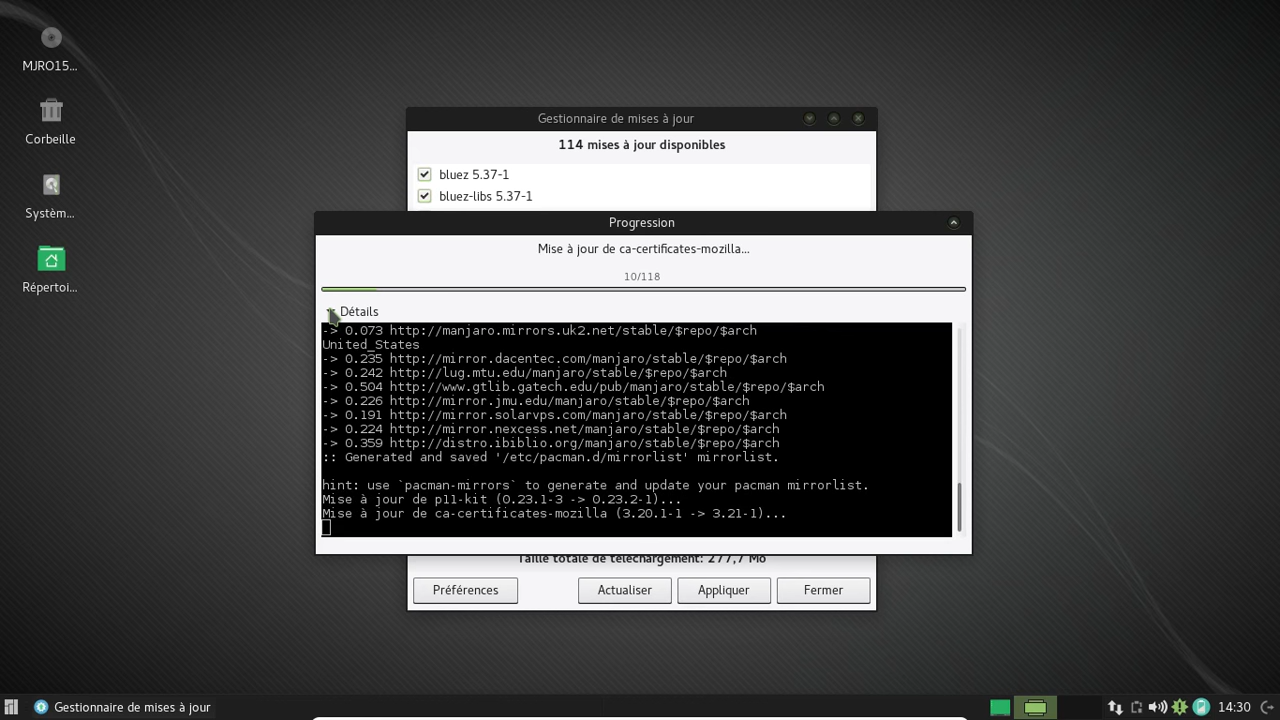 MJRO15...
Corbeille
Systèm...
Répertoi...
Gestionnaire de mises à jour
114 mises à jour disponibles
bluez 5.37-1
bluez-libs 5.37-1
Progression
Mise à jour de ca-certificates-mozilla...
10/118
Détails
-> 0.073 http://manjaro.mirrors.uk2.net/stable/$repo/$arch
United_States
-> 0.235 http://mirror.dacentec.com/manjaro/stable/$repo/$arch
-> 0.242 http://lug.mtu.edu/manjaro/stable/$repo/$arch
-> 0.504 http://www.gtlib.gatech.edu/pub/manjaro/stable/$repo/$arch
-> 0.226 http://mirror.jmu.edu/manjaro/stable/$repo/$arch
-> 0.191 http://mirror.solarvps.com/manjaro/stable/$repo/$arch
-> 0.224 http://mirror.nexcess.net/manjaro/stable/$repo/$arch
-> 0.359 http://distro.ibiblio.org/manjaro/stable/$repo/$arch
:: Generated and saved '/etc/pacman.d/mirrorlist' mirrorlist.
hint: use `pacman-mirrors` to generate and update your pacman mirrorlist.
Mise à jour de p11-kit (0.23.1-3 -> 0.23.2-1)...
Mise à jour de ca-certificates-mozilla (3.20.1-1 -> 3.21-1)...
Taille totale de téléchargement: 277,7 Mo
Préférences Actualiser Appliquer Fermer
Gestionnaire de mises à jour 14:30